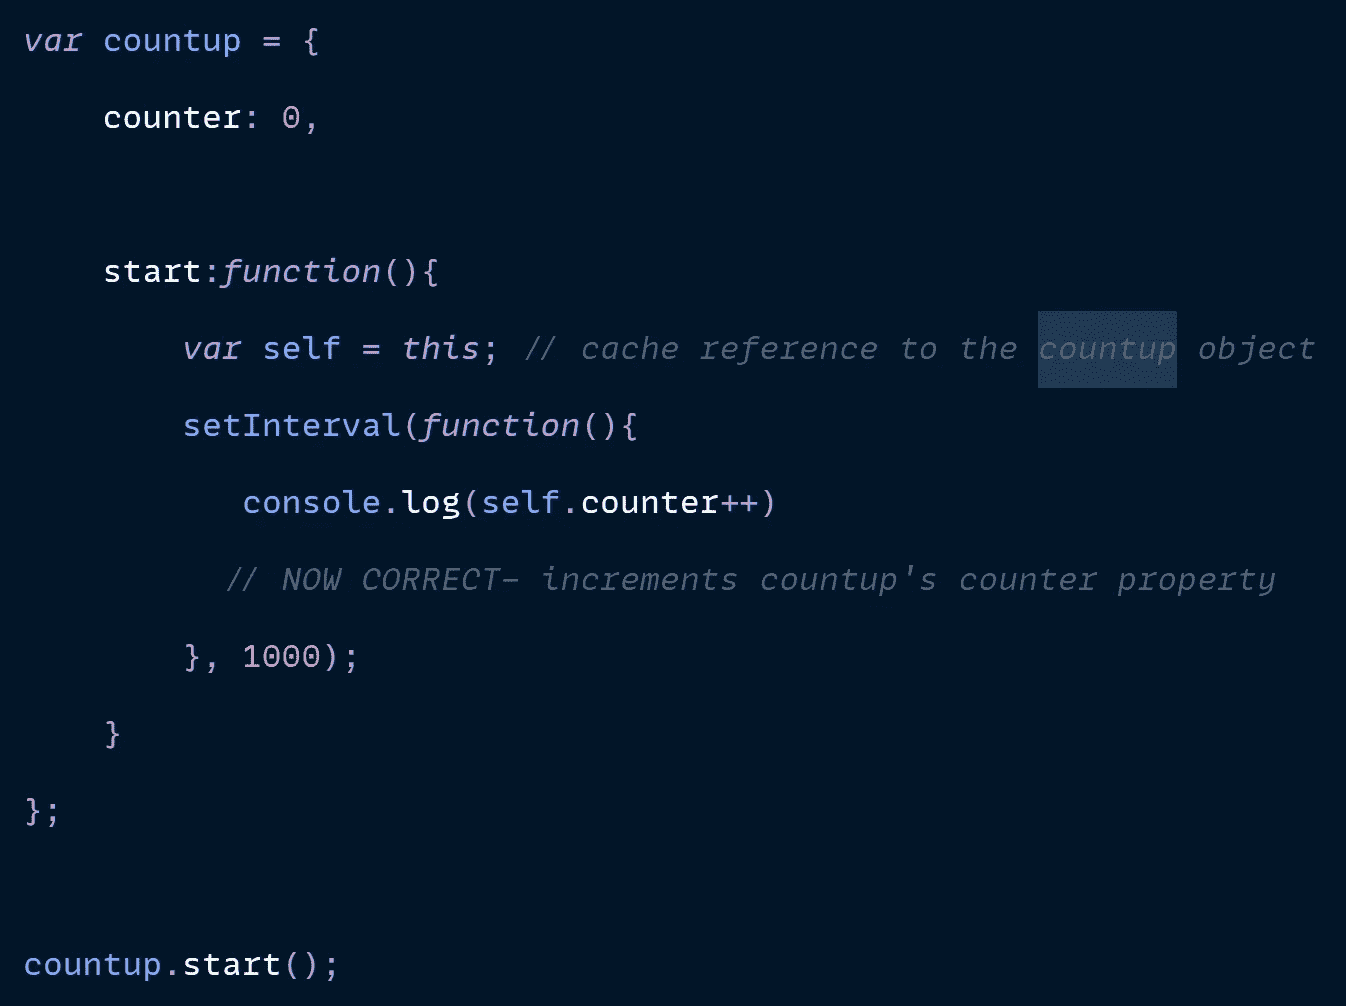 var countup = {
counter: 0,
start:function(){
var self = this; // cache reference to the countup object
setInterval(function(){
console.log(self.counter++)
// NOW CORRECT– increments countup's counter property
}, 1000);
}
};
countup.start();